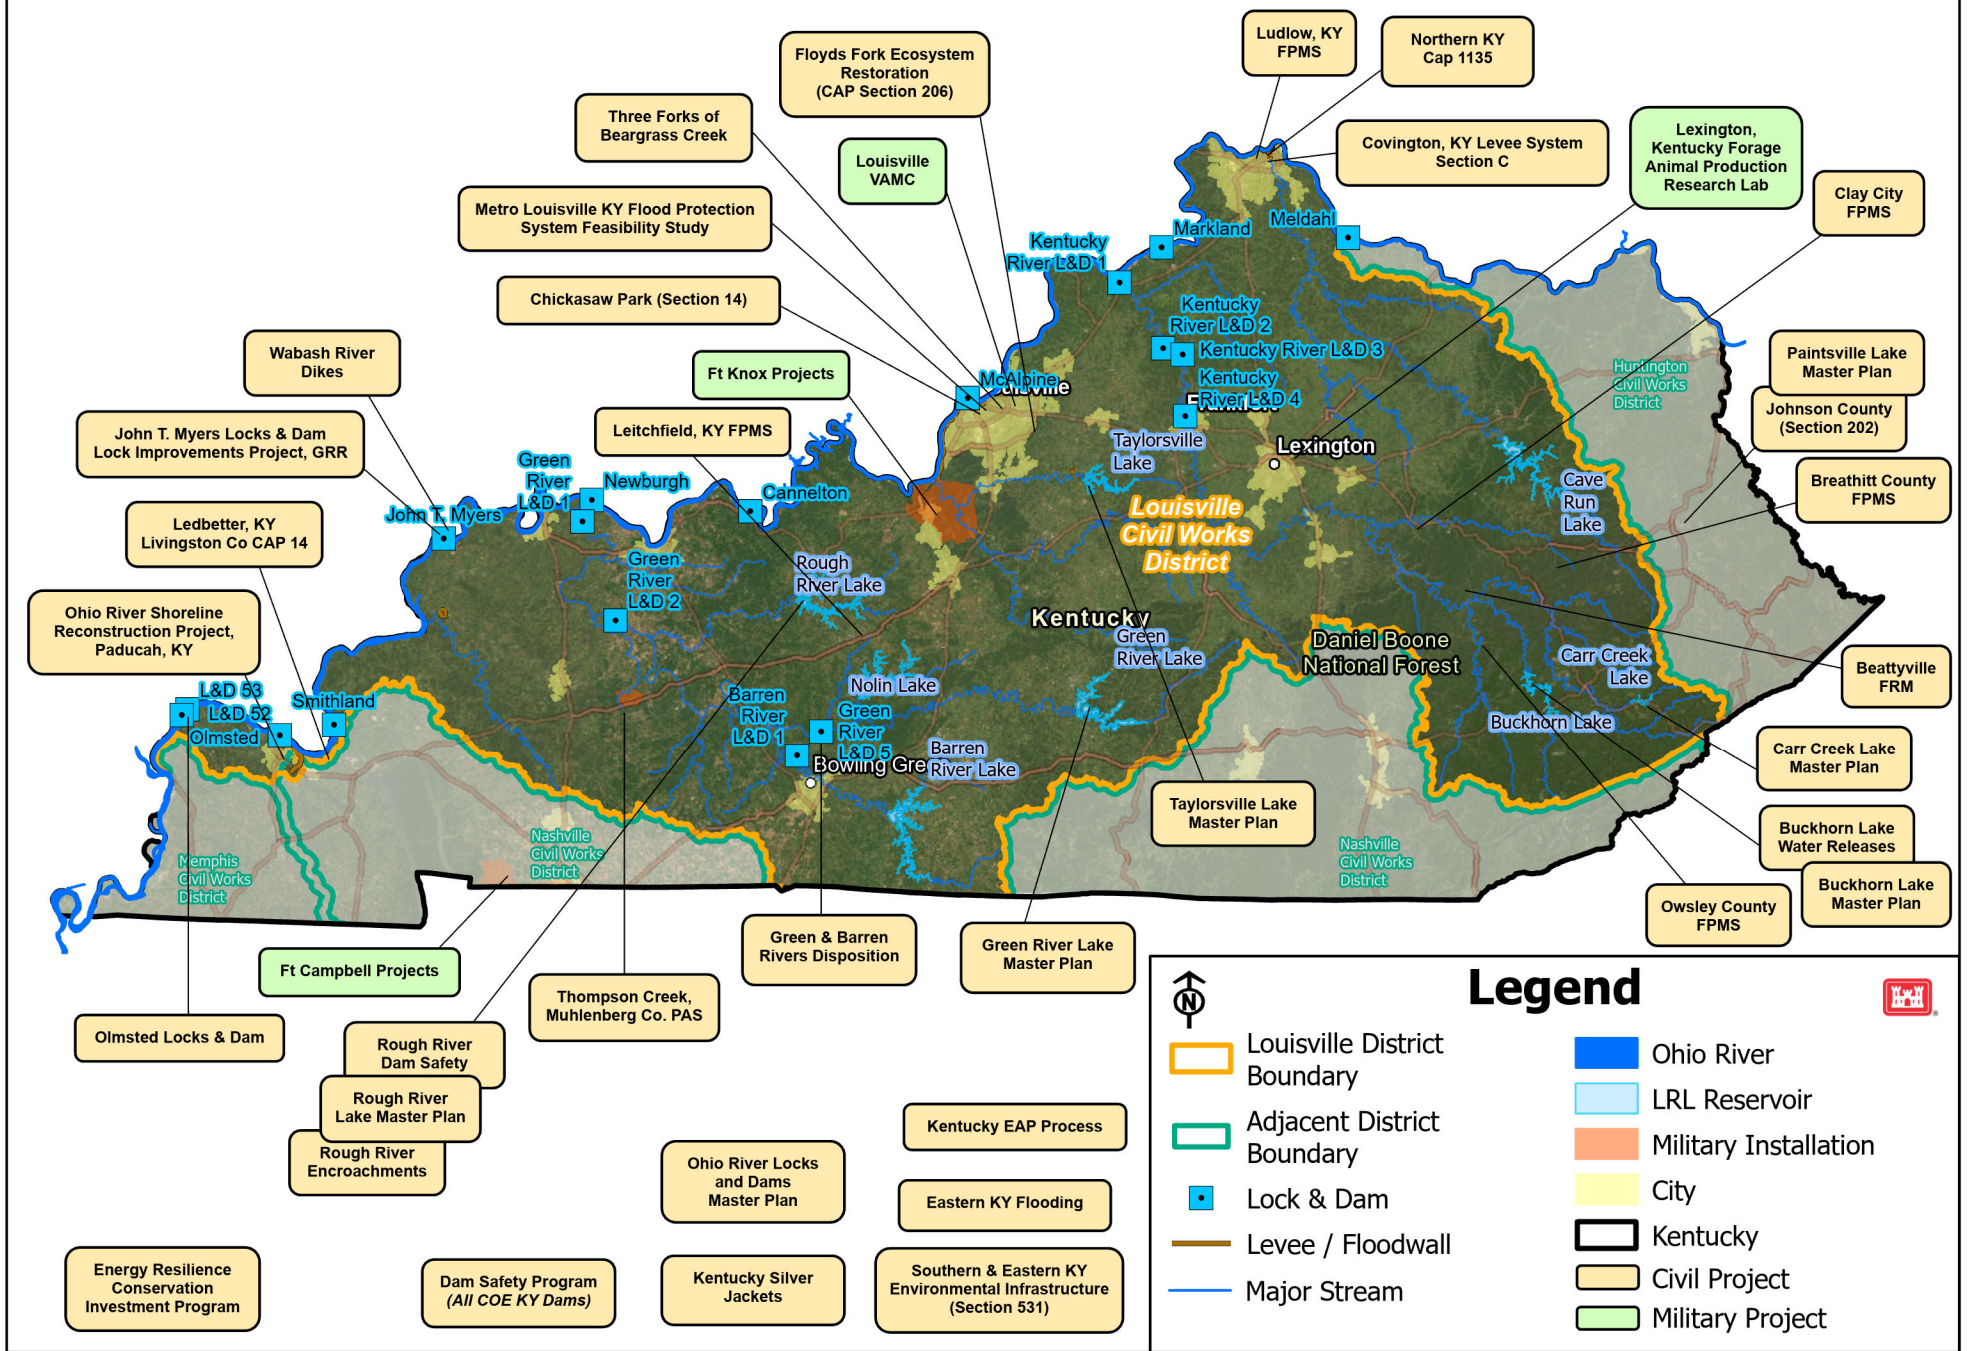 Ludlow, KY
FPMS
Northern KY
Cap 1135
Floyds Fork Ecosystem
Restoration
(CAP Section 206)
Three Forks of
Beargrass Creek
Louisville
VAMC
Covington, KY Levee System
Section C
Lexington,
Kentucky Forage
Animal Production
Research Lab
Clay City
FPMS
Metro Louisville KY Flood Protection
System Feasibility Study
Chickasaw Park (Section 14)
Wabash River
Dikes
Ft Knox Projects
John T. Myers Locks & Dam
Lock Improvements Project, GRR
Leitchfield, KY FPMS
Ledbetter, KY
Livingston Co CAP 14
Ohio River Shoreline
Reconstruction Project,
Paducah, KY
Paintsville Lake
Master Plan
Johnson County
(Section 202)
Breathitt County
FPMS
Beattyville
FRM
Carr Creek Lake
Master Plan
Buckhorn Lake
Water Releases
Buckhorn Lake
Master Plan
Owsley County
FPMS
Taylorsville Lake
Master Plan
Green River Lake
Master Plan
Green & Barren
Rivers Disposition
Thompson Creek,
Muhlenberg Co. PAS
Ft Campbell Projects
Olmsted Locks & Dam
Rough River
Dam Safety
Rough River
Lake Master Plan
Rough River
Encroachments
Meldahl
Markland
Kentucky
River L&D 1
Kentucky
River L&D 2
Kentucky River L&D 3
Kentucky
River L&D 4
McAlpine
Lexington
Taylorsville
Lake
Cave
Run
Lake
Huntington
Civil Works
District
Louisville
Civil Works
District
Green
River
L&D 1
Newburgh
Cannelton
John T. Myers
Green
River
L&D 2
Rough
River Lake
Kentucky
Green
River Lake
Daniel Boone
National Forest
Carr Creek
Lake
Buckhorn Lake
Nolin Lake
L&D 53
L&D 52
Olmsted
Smithland
Barren
River
L&D 1
Green
River
L&D 5
Bowling Gre
Barren
River Lake
Memphis
Civil Works
District
Nashville
Civil Works
District
Nashville
Civil Works
District
Kentucky EAP Process
Ohio River Locks
and Dams
Master Plan
Eastern KY Flooding
Energy Resilience
Conservation
Investment Program
Dam Safety Program
(All COE KY Dams)
Kentucky Silver
Jackets
Southern & Eastern KY
Environmental Infrastructure
(Section 531)
N
Legend
Louisville District
Boundary
Adjacent District
Boundary
Lock & Dam
Levee / Floodwall
Major Stream
Ohio River
LRL Reservoir
Military Installation
City
Kentucky
Civil Project
Military Project